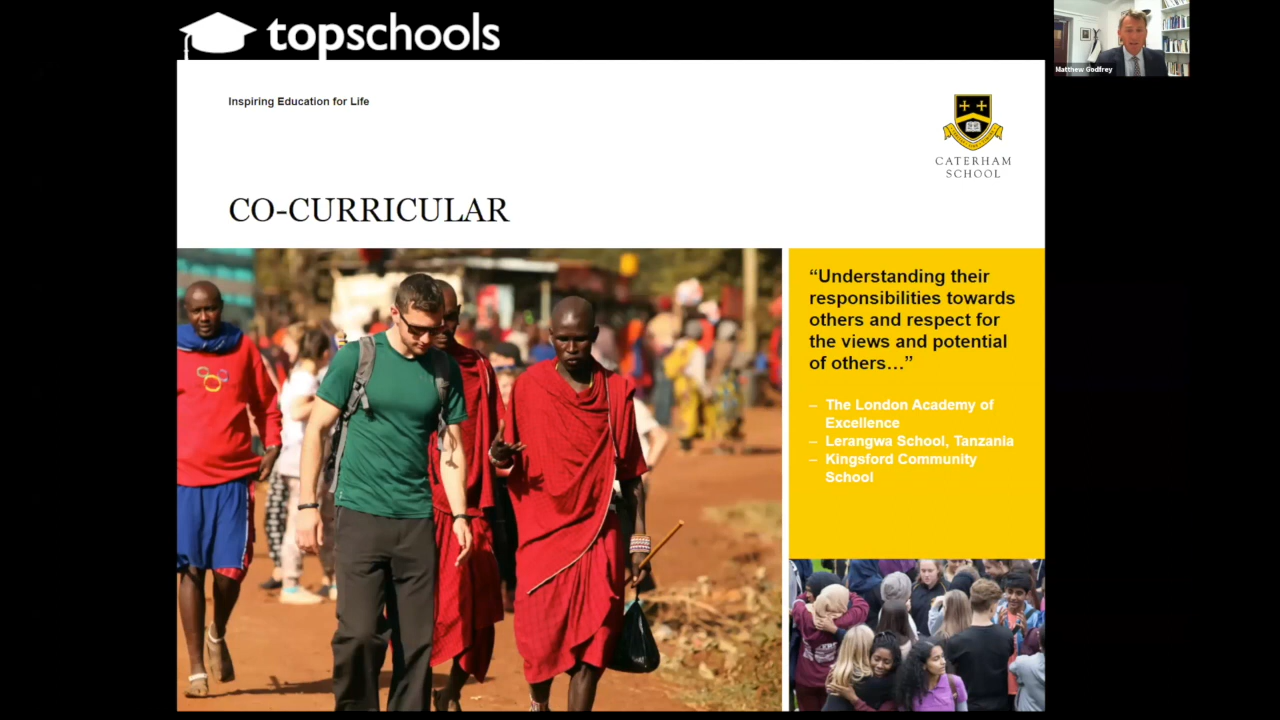 topschools
Matthew Godfrey
Inspiring Education for Life
CATERHAM
SCHOOL
CO-CURRICULAR
“Understanding their
responsibilities towards
others and respect for
the views and potential
of others…”
– The London Academy of
Excellence
– Lerangwa School, Tanzania
– Kingsford Community
School